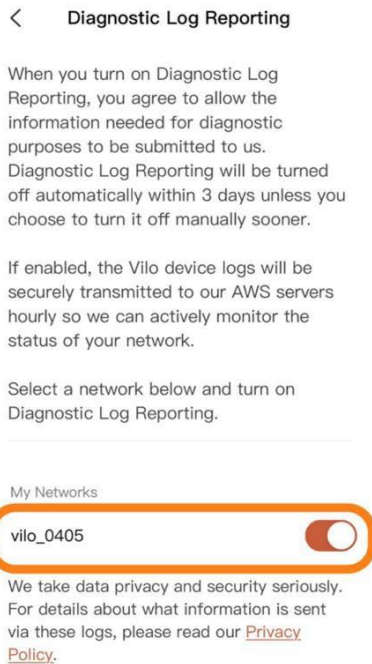 Diagnostic Log Reporting
When you turn on Diagnostic Log
Reporting, you agree to allow the
information needed for diagnostic
purposes to be submitted to us.
Diagnostic Log Reporting will be turned
off automatically within 3 days unless you
choose to turn it off manually sooner.
If enabled, the Vilo device logs will be
securely transmitted to our AWS servers
hourly so we can actively monitor the
status of your network.
Select a network below and turn on
Diagnostic Log Reporting.
My Networks
vilo_0405
We take data privacy and security seriously.
For details about what information is sent
via these logs, please read our Privacy
Policy.